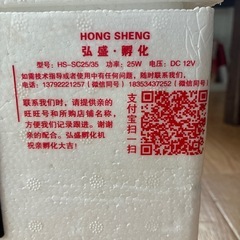 HONG SHENG
弘盛·孵化
型号：HS-SC25/35 功率：25W 电压：DC 12V
如需技术指导或者使用中有任何问题，随时联系我们，
电话：13792221257（微信同号）18353437252（微信同号）
联系我们时，请提供亲的
旺旺号和所购店铺名称，
方便我们记录跟进。谢谢
亲的配合。弘盛孵化机
祝亲孵化大吉！
支付宝扫一扫